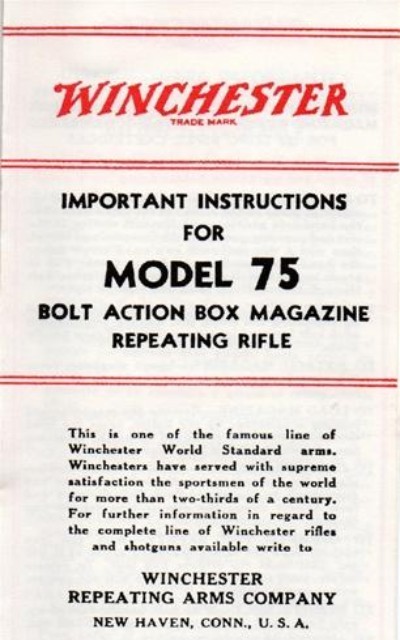 WINCHESTER
TRADE MARK
IMPORTANT INSTRUCTIONS
FOR
MODEL 75
BOLT ACTION BOX MAGAZINE
REPEATING RIFLE
This is one of the famous line of
Winchester World Standard arms.
Winchesters have served with supreme
satisfaction the sportsmen of the world
for more than two-thirds of a century.
For further information in regard to
the complete line of Winchester rifles
and shotguns available write to
WINCHESTER
REPEATING ARMS COMPANY
NEW HAVEN, CONN., U. S. A.